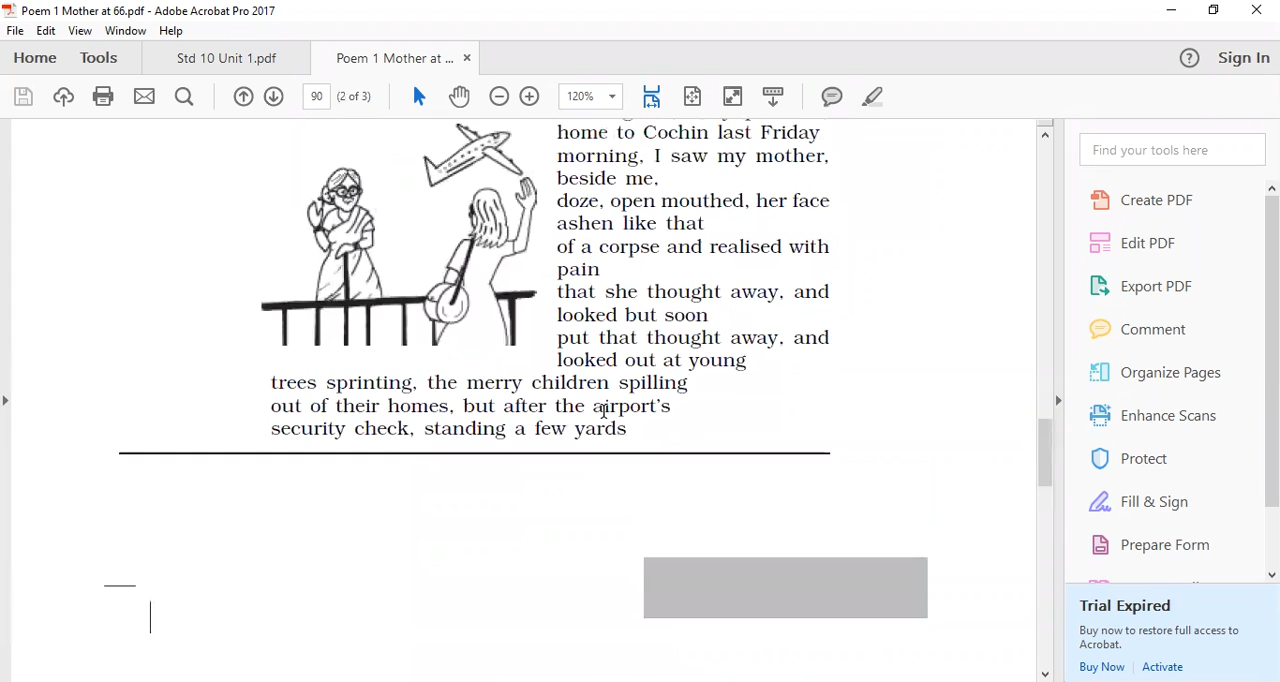 Poem 1 Mother at 66.pdf - Adobe Acrobat Pro 2017
File Edit View Window Help
Home Tools Std 10 Unit 1.pdf Poem 1 Mother at ... × ? Sign In
90 (2 of 3) 120%
home to Cochin last Friday
morning, I saw my mother,
beside me,
doze, open mouthed, her face
ashen like that
of a corpse and realised with
pain
that she thought away, and
looked but soon
put that thought away, and
looked out at young
trees sprinting, the merry children spilling
out of their homes, but after the airport's
security check, standing a few yards
Find your tools here
Create PDF
Edit PDF
Export PDF
Comment
Organize Pages
Enhance Scans
Protect
Fill & Sign
Prepare Form
Trial Expired
Buy now to restore full access to
Acrobat.
Buy Now Activate